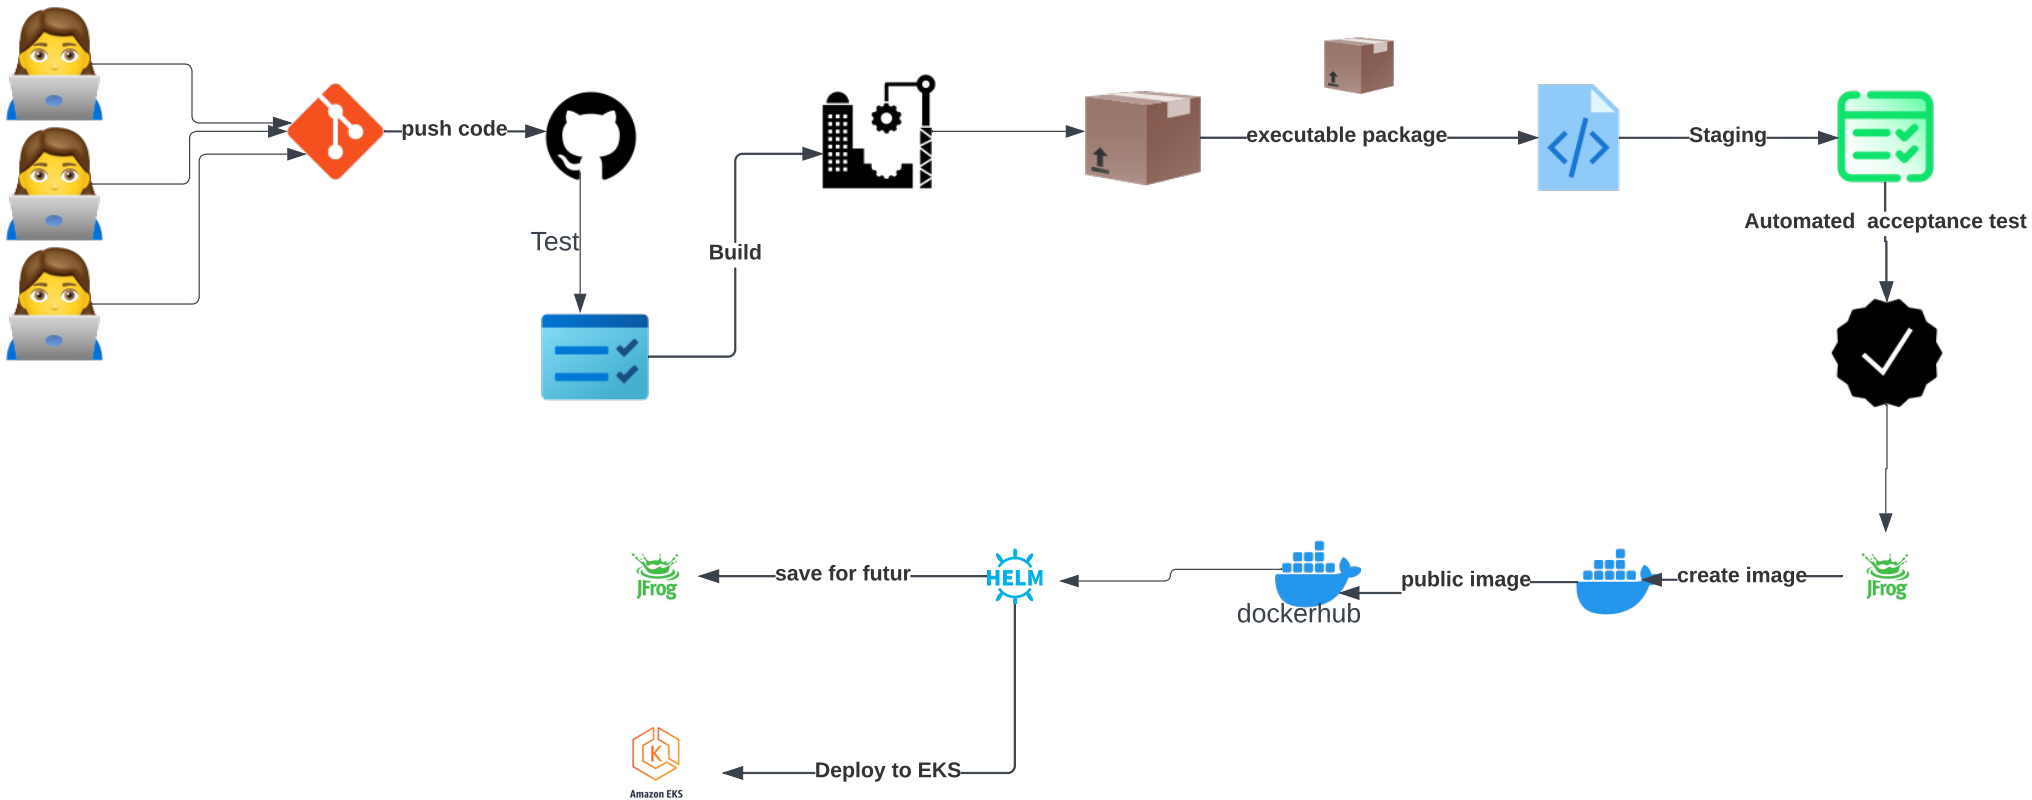 push code
executable package
Staging
Automated  acceptance test
Test
Build
JFrog
save for futur
HELM
dockerhub
public image
create image
JFrog
K
Deploy to EKS
Amazon EKS